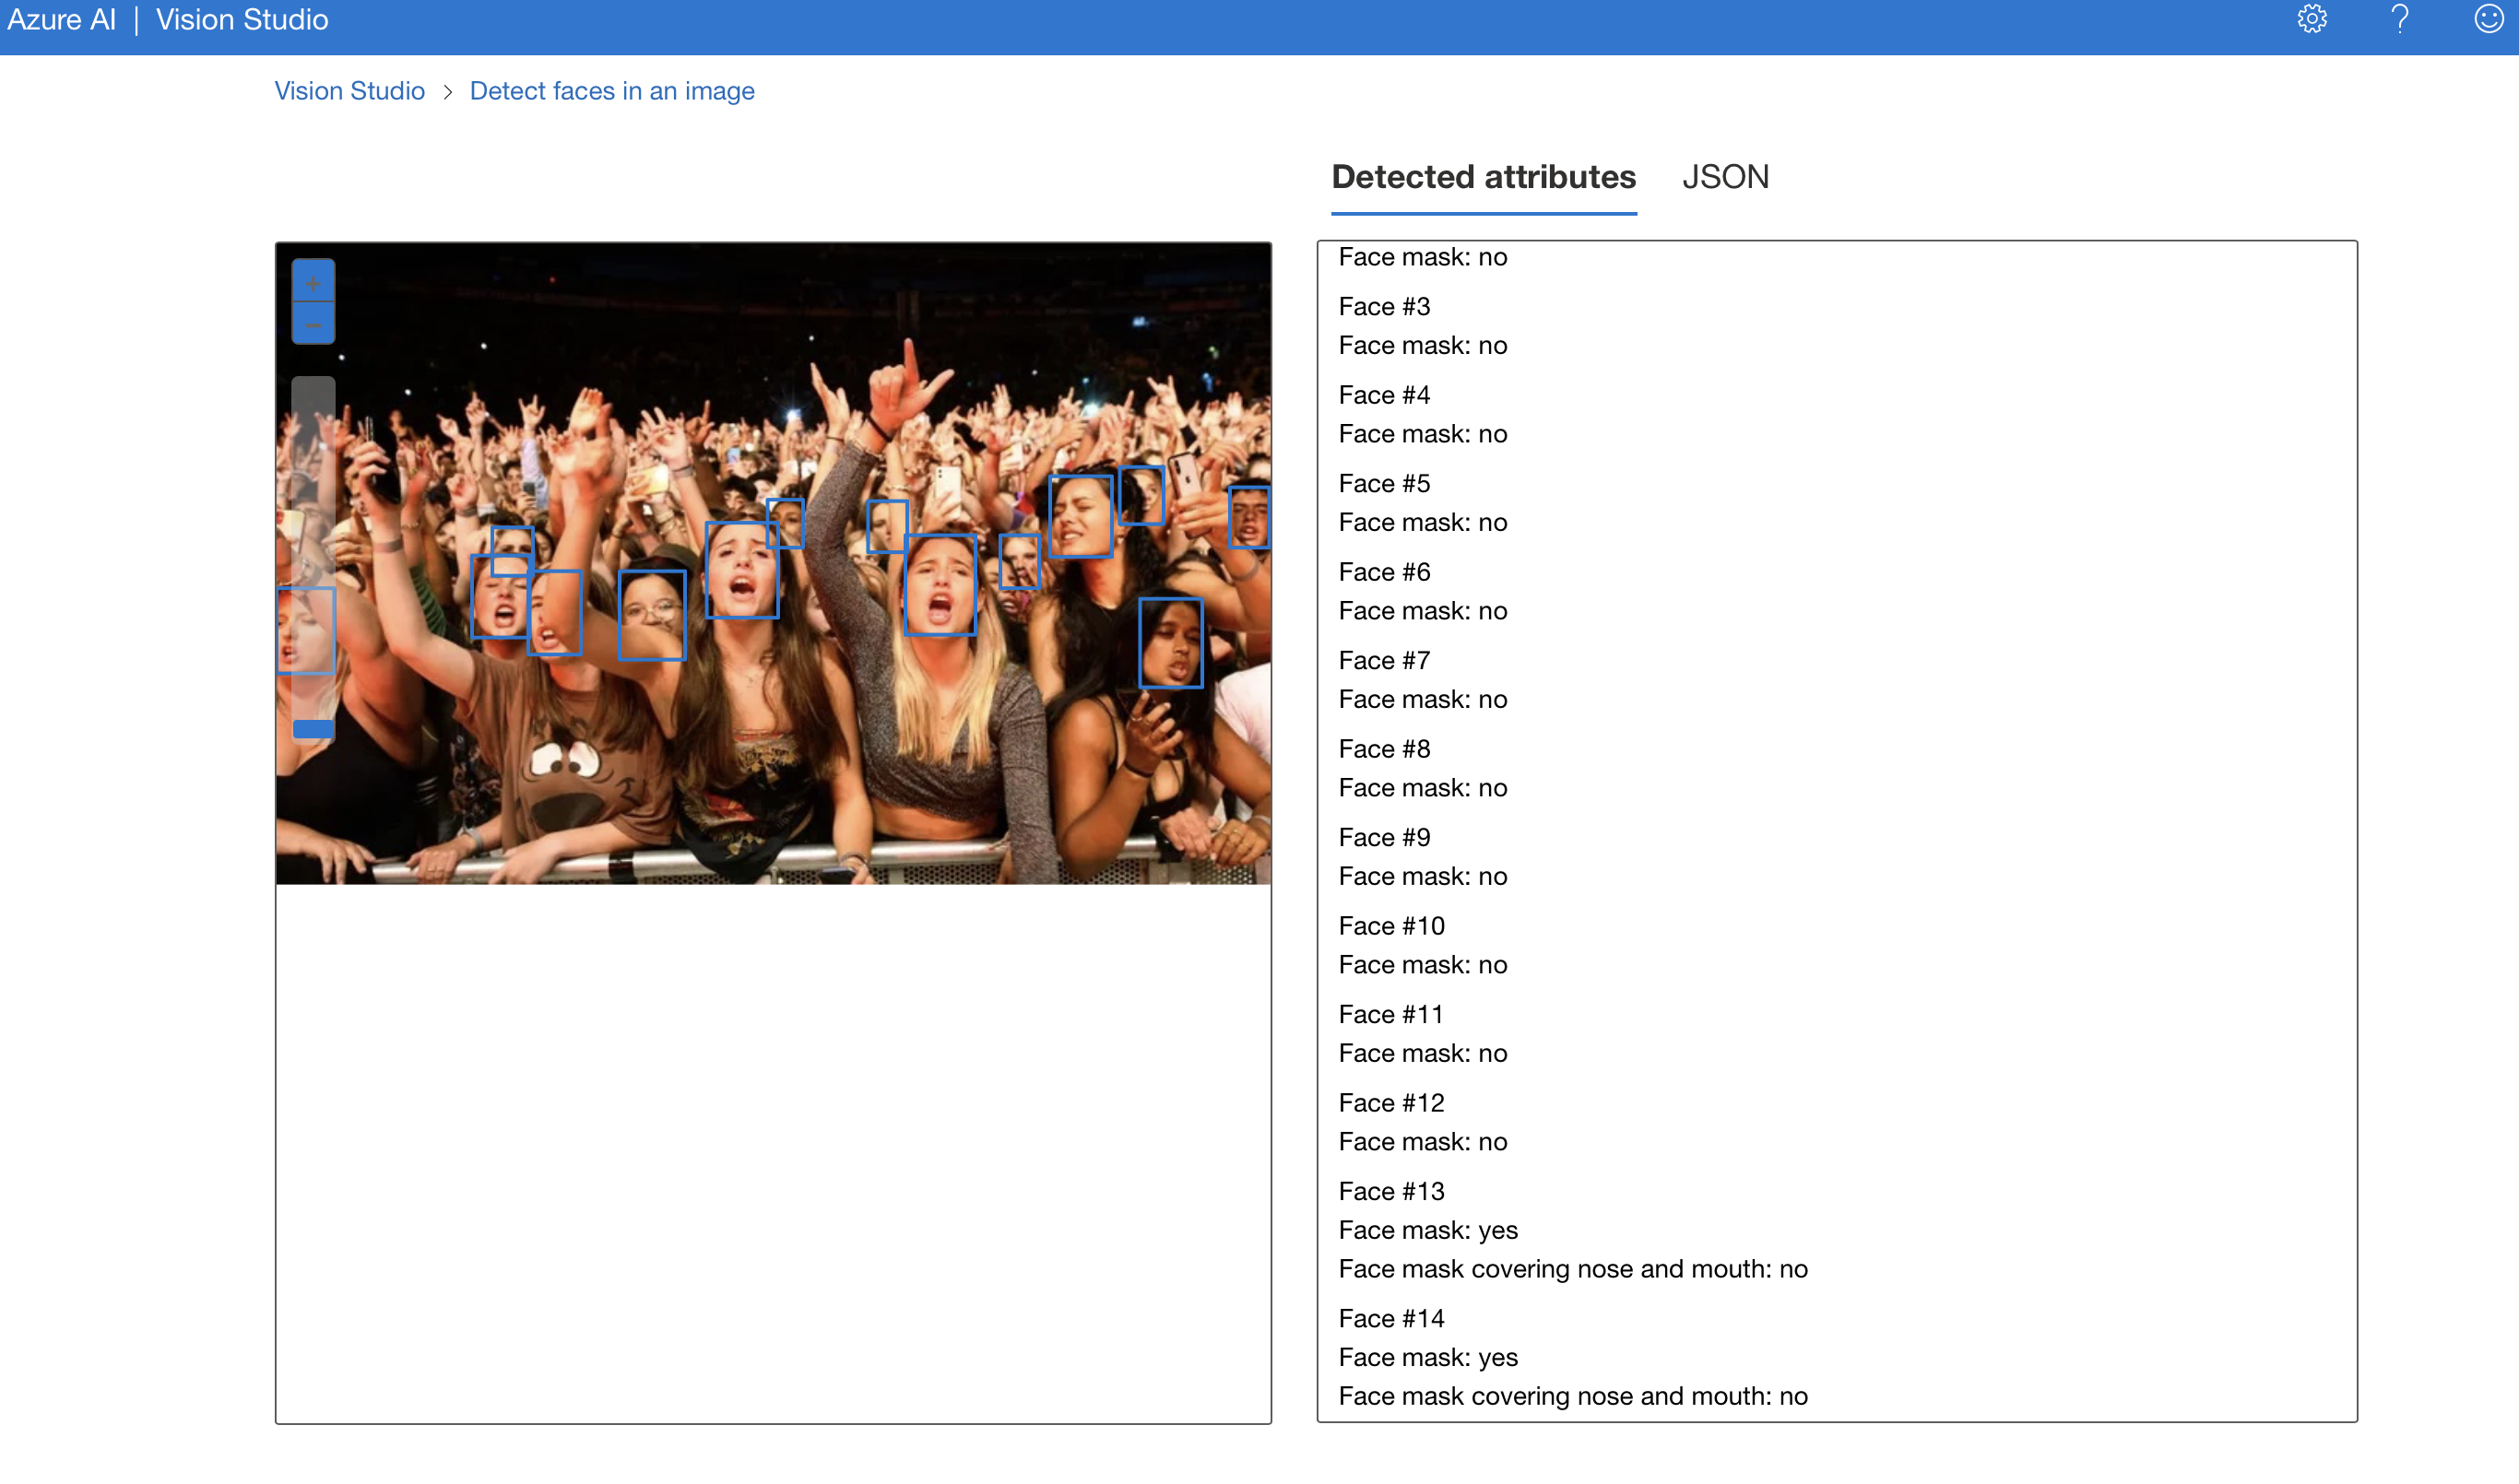 Azure AI | Vision Studio
Vision Studio > Detect faces in an image
Detected attributes JSON
+
−
Face mask: no
Face #3
Face mask: no
Face #4
Face mask: no
Face #5
Face mask: no
Face #6
Face mask: no
Face #7
Face mask: no
Face #8
Face mask: no
Face #9
Face mask: no
Face #10
Face mask: no
Face #11
Face mask: no
Face #12
Face mask: no
Face #13
Face mask: yes
Face mask covering nose and mouth: no
Face #14
Face mask: yes
Face mask covering nose and mouth: no